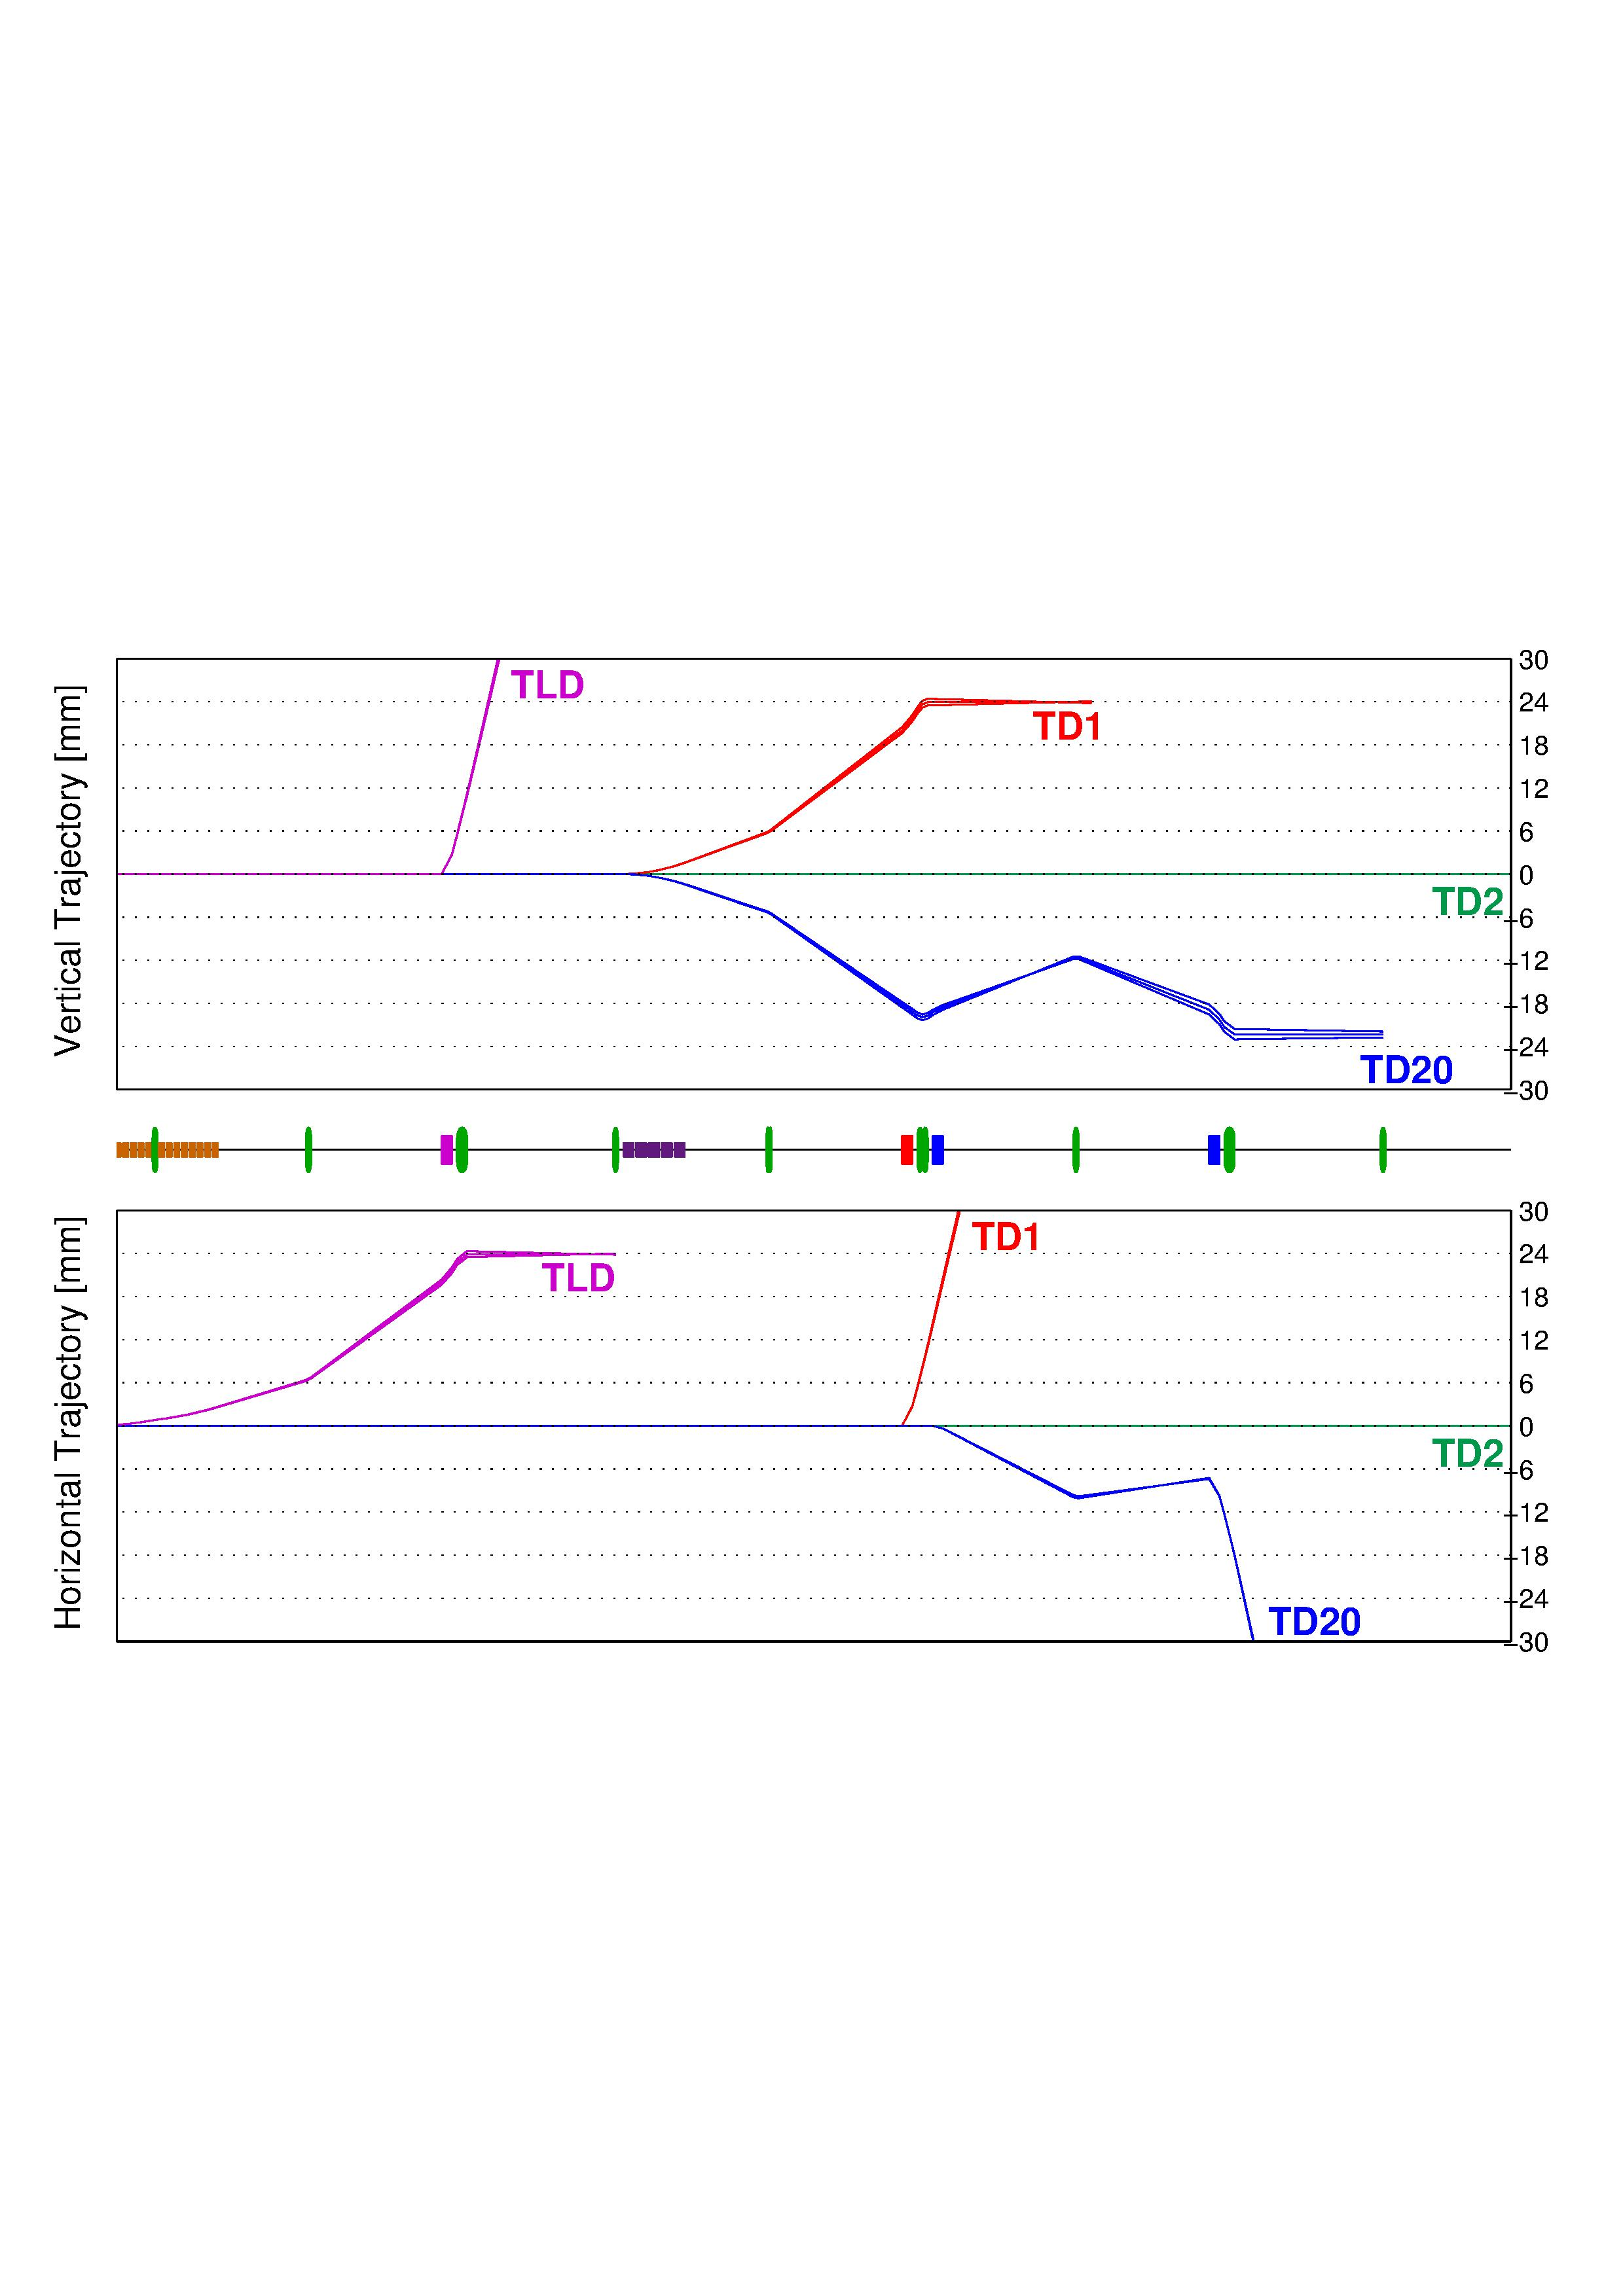 Vertical Trajectory [mm]
TLD
TD1
TD2
TD20
30
24
18
12
6
0
−6
−12
−18
−24
−30
Horizontal Trajectory [mm]
TD1
TLD
TD2
TD20
30
24
18
12
6
0
−6
−12
−18
−24
−30